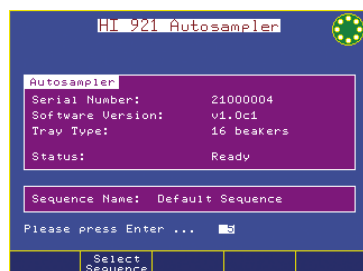 HI 921 Autosampler
Autosampler
Serial Number: 21000004
Software Version: v1.0c1
Tray Type: 16 beakers
Status: Ready
Sequence Name: Default Sequence
Please press Enter ... 5
Select
Sequence